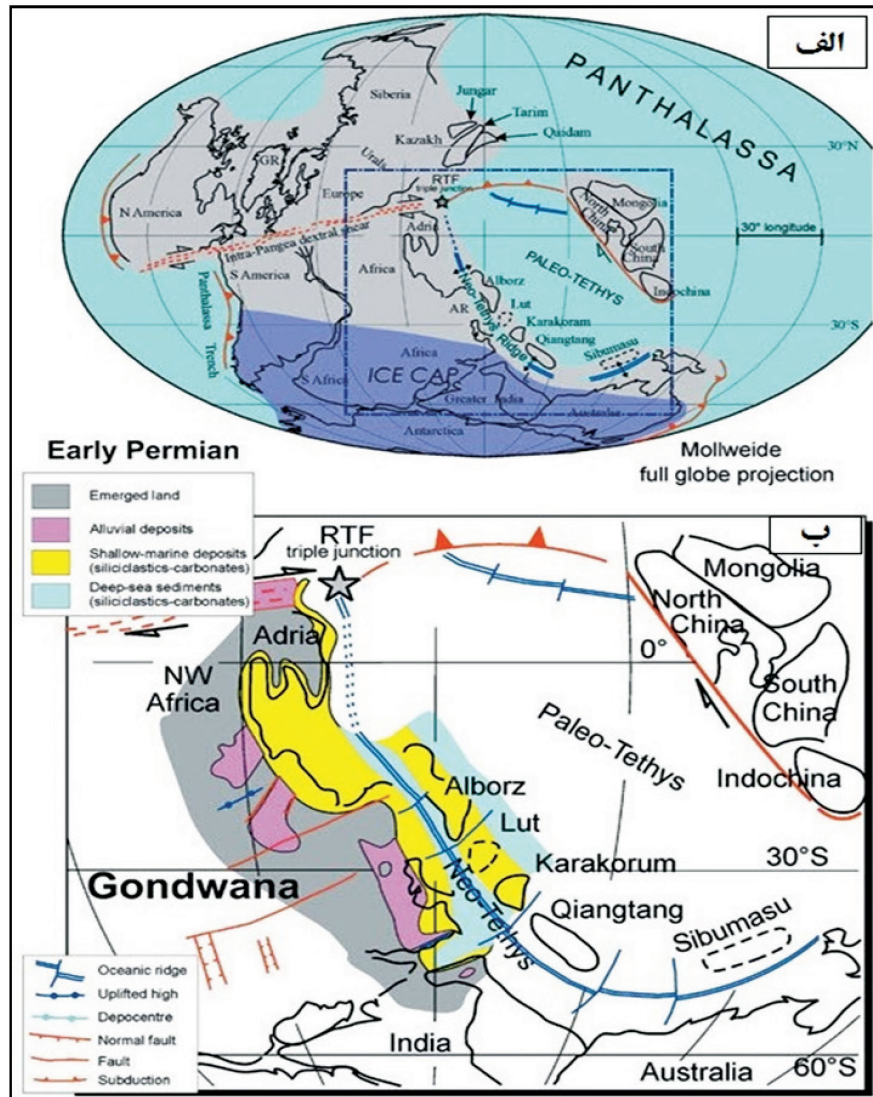 الف
PANTHALASSA
Siberia
Jungar
Tarim
Qaidam
Kazakh
Urals
GR
30°N
RTF
triple junction
Europe
N America
Mongolia
North
China
30° longitude
South
China
Intra-Pangea dextral shear
Adria
PALEO-TETHYS
S America
Africa
Alborz
Indochina
Panthalassa
Trench
Neo-Tethys Ridge
Lut
AR
Karakoram
Qiangtang
30°S
Sibumasu
Africa
ICE CAP
S Africa
Greater India
Australia
Antarctica
Early Permian
Mollweide
full globe projection
Emerged land
Alluvial deposits
Shallow-marine deposits
(siliciclastics-carbonates)
Deep-sea sediments
(siliciclastics-carbonates)
ب
RTF
triple junction
Mongolia
North
China
Adria
0°
NW
Africa
South
China
Paleo-Tethys
Indochina
Alborz
Lut
30°S
Karakorum
Gondwana
Neo-Tethys
Qiangtang
Sibumasu
Oceanic ridge
Uplifted high
Depocentre
Normal fault
Fault
Subduction
India
Australia
60°S